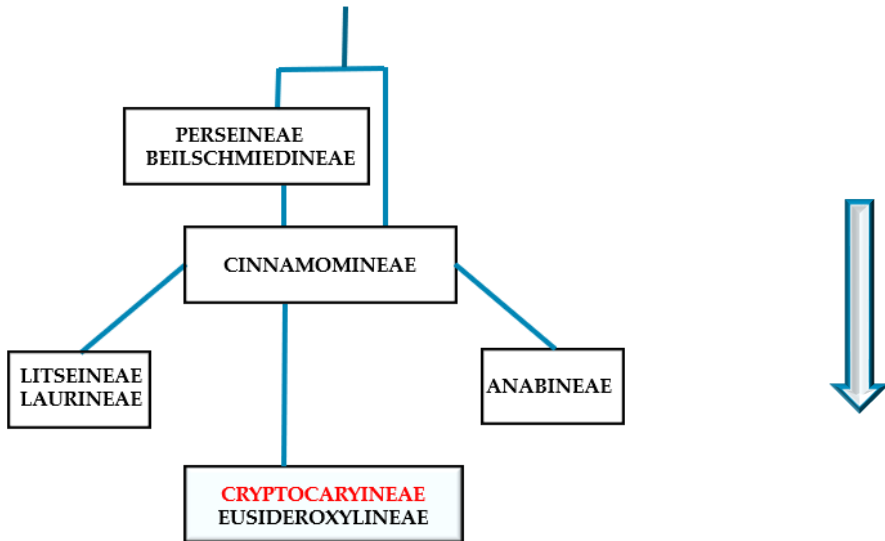 PERSEINEAE
BEILSCHMIEDINEAE
CINNAMOMINEAE
LITSEINEAE
LAURINEAE
ANABINEAE
CRYPTOCARYINEAE
EUSIDEROXYLINEAE